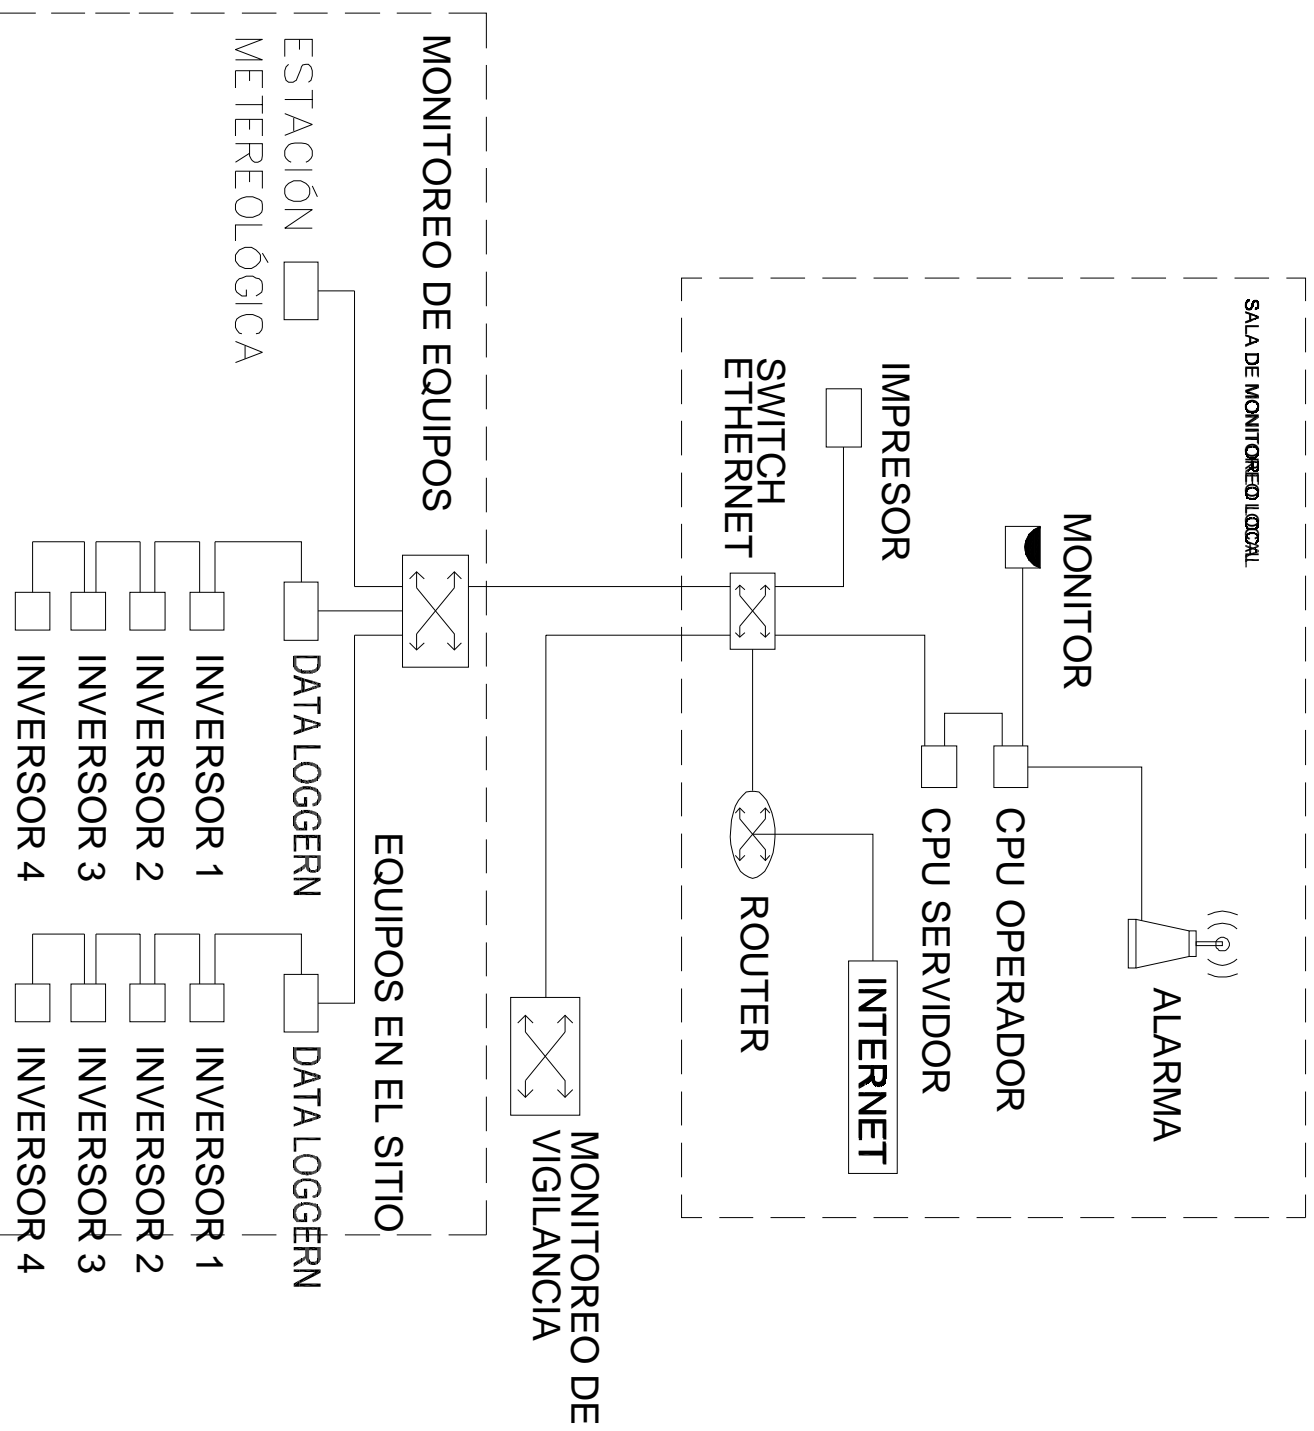 SALA DE MONITOREO LOCAL
MONITOR
ALARMA
IMPRESOR
CPU OPERADOR
CPU SERVIDOR
SWITCH
ETHERNET
INTERNET
ROUTER
MONITOREO DE
VIGILANCIA
MONITOREO DE EQUIPOS
EQUIPOS EN EL SITIO
ESTACIÓN
METEREOLÓGICA
DATA LOGGERN
DATA LOGGERN
INVERSOR 1
INVERSOR 1
INVERSOR 2
INVERSOR 2
INVERSOR 3
INVERSOR 3
INVERSOR 4
INVERSOR 4